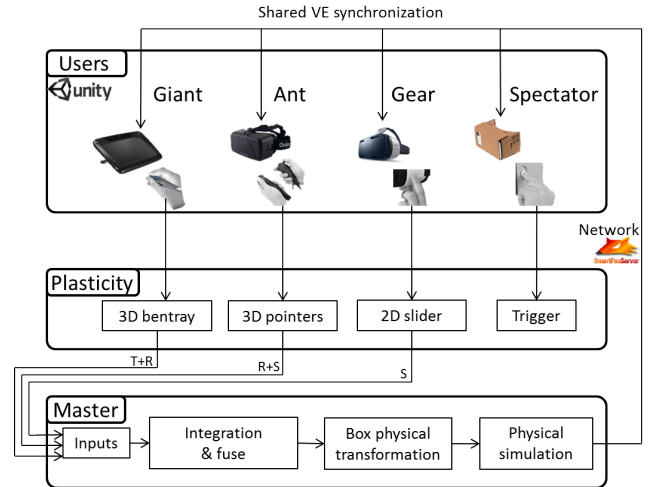 Shared VE synchronization
Users
unity
Giant
Ant
Gear
Spectator
Network
SmartFoxServer
Plasticity
3D bentray
3D pointers
2D slider
Trigger
T+R
R+S
S
Master
Inputs
Integration
& fuse
Box physical
transformation
Physical
simulation